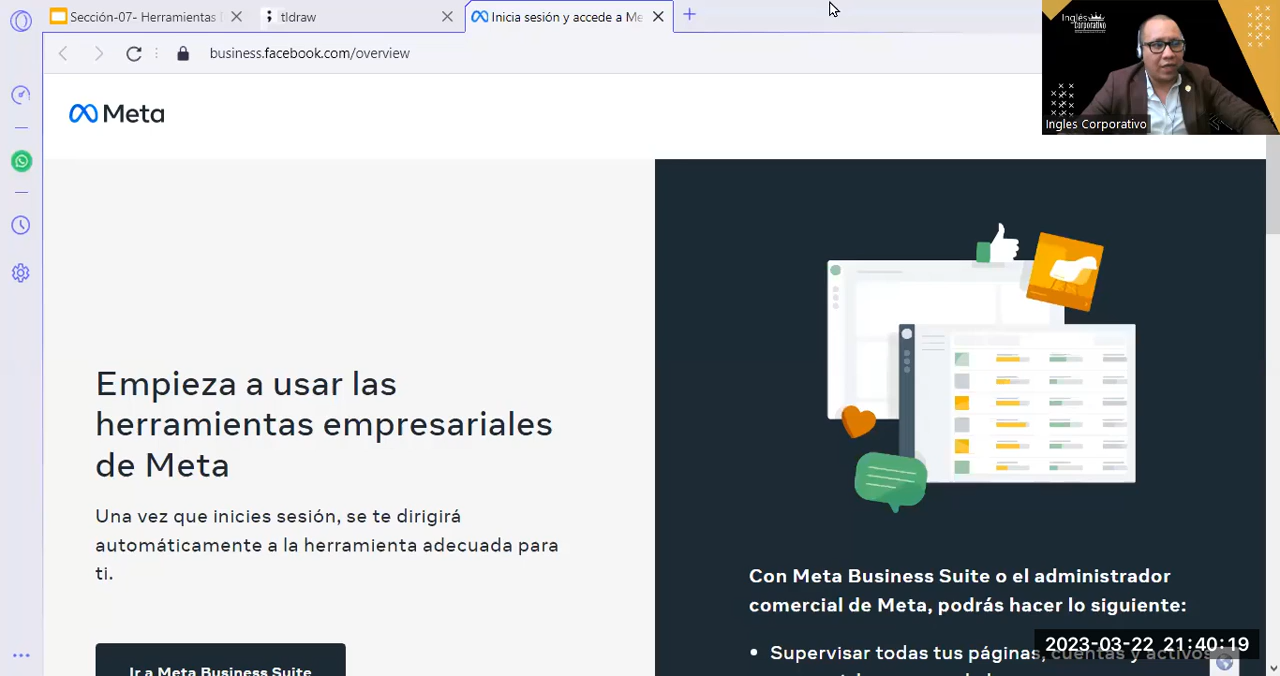 Sección-07- Herramientas
tldraw
Inicia sesión y accede a Me
business.facebook.com/overview
Inglés
Corporativo
Ingles Corporativo
Meta
Empieza a usar las
herramientas empresariales
de Meta
Una vez que inicies sesión, se te dirigirá
automáticamente a la herramienta adecuada para
ti.
Ir a Meta Business Suite
Con Meta Business Suite o el administrador
comercial de Meta, podrás hacer lo siguiente:
• Supervisar todas tus páginas, cuentas y activos
2023-03-22 21:40:19